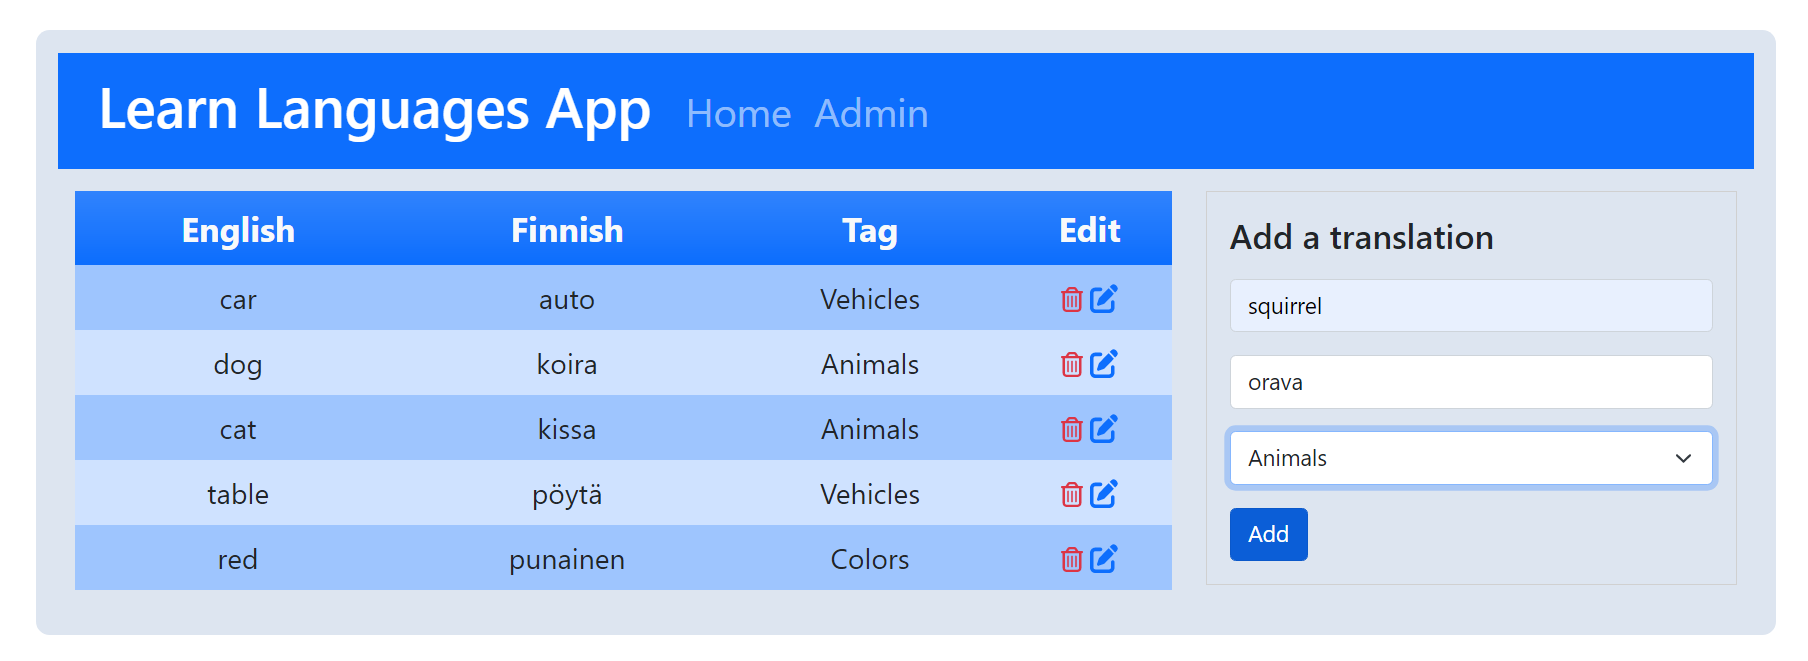 Learn Languages App Home Admin
English Finnish Tag Edit
car auto Vehicles
dog koira Animals
cat kissa Animals
table pöytä Vehicles
red punainen Colors
Add a translation
squirrel
orava
Animals
Add